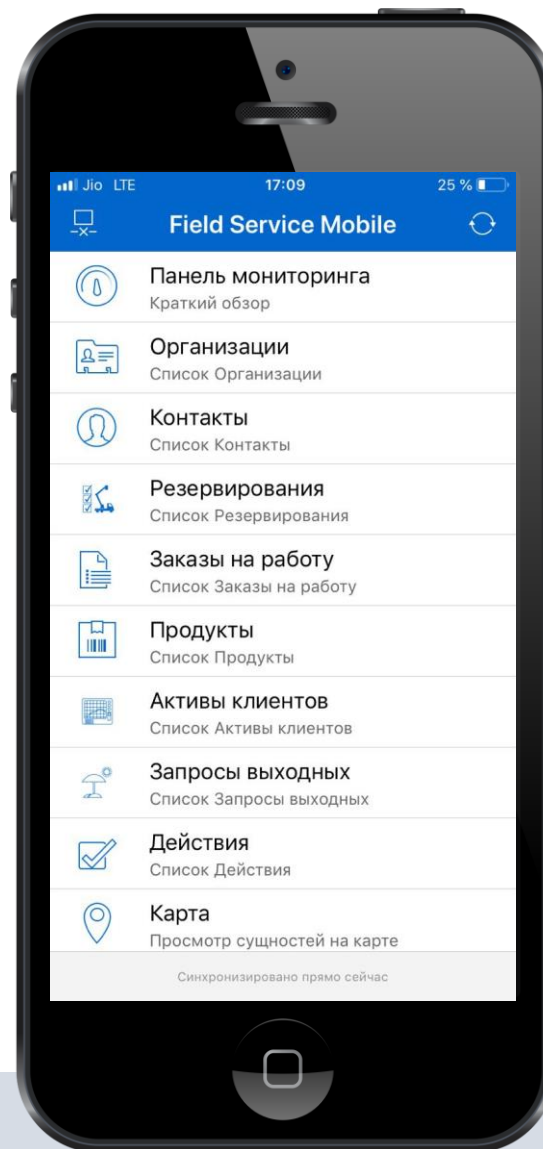 Jio LTE 17:09 25 %
Field Service Mobile
Панель мониторинга
Краткий обзор
Организации
Список Организации
Контакты
Список Контакты
Резервирования
Список Резервирования
Заказы на работу
Список Заказы на работу
Продукты
Список Продукты
Активы клиентов
Список Активы клиентов
Запросы выходных
Список Запросы выходных
Действия
Список Действия
Карта
Просмотр сущностей на карте
Синхронизировано прямо сейчас